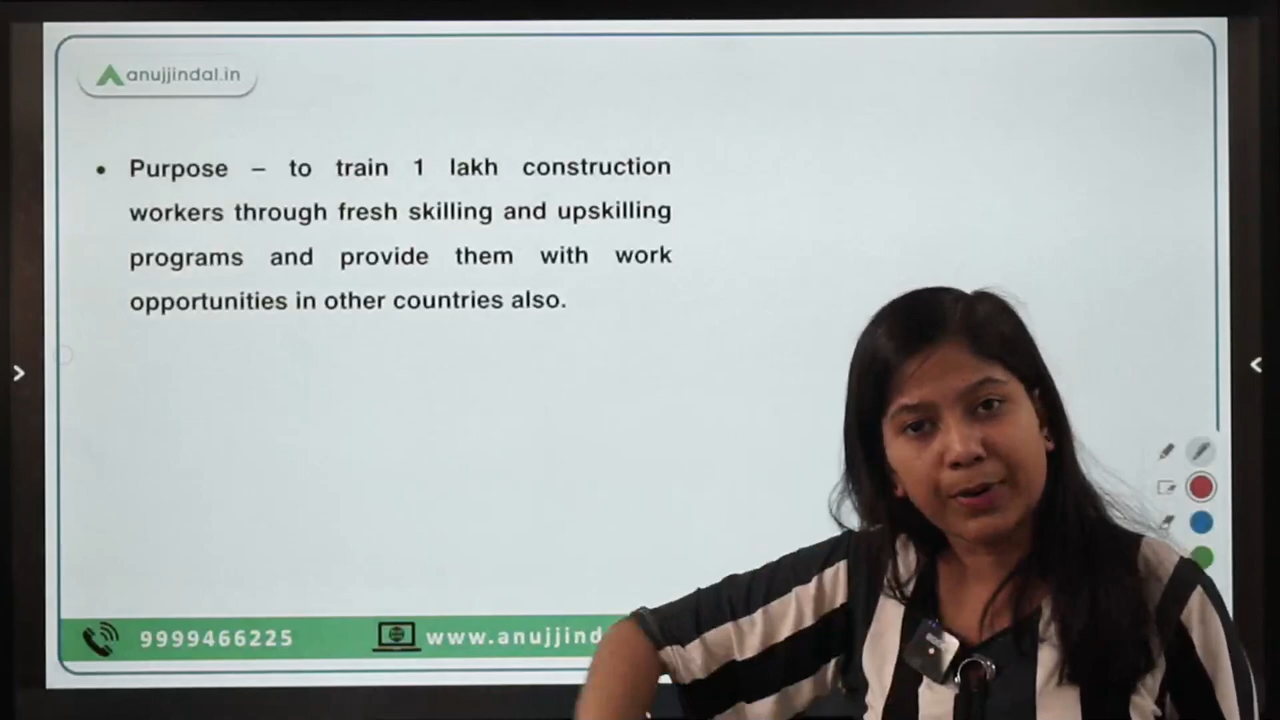 anujjindal.in
• Purpose – to train 1 lakh construction
workers through fresh skilling and upskilling
programs and provide them with work
opportunities in other countries also.
9999466225
www.anujjind